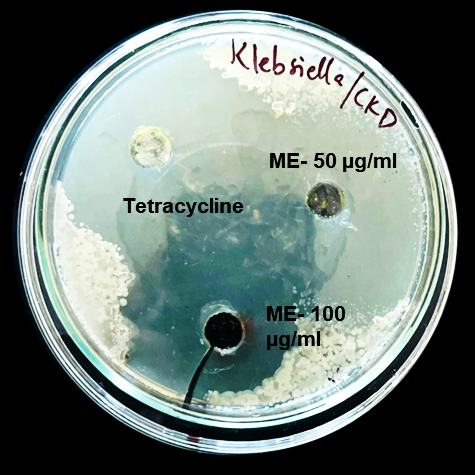 Klebsiella/CKD
ME- 50 µg/ml
Tetracycline
ME- 100
µg/ml